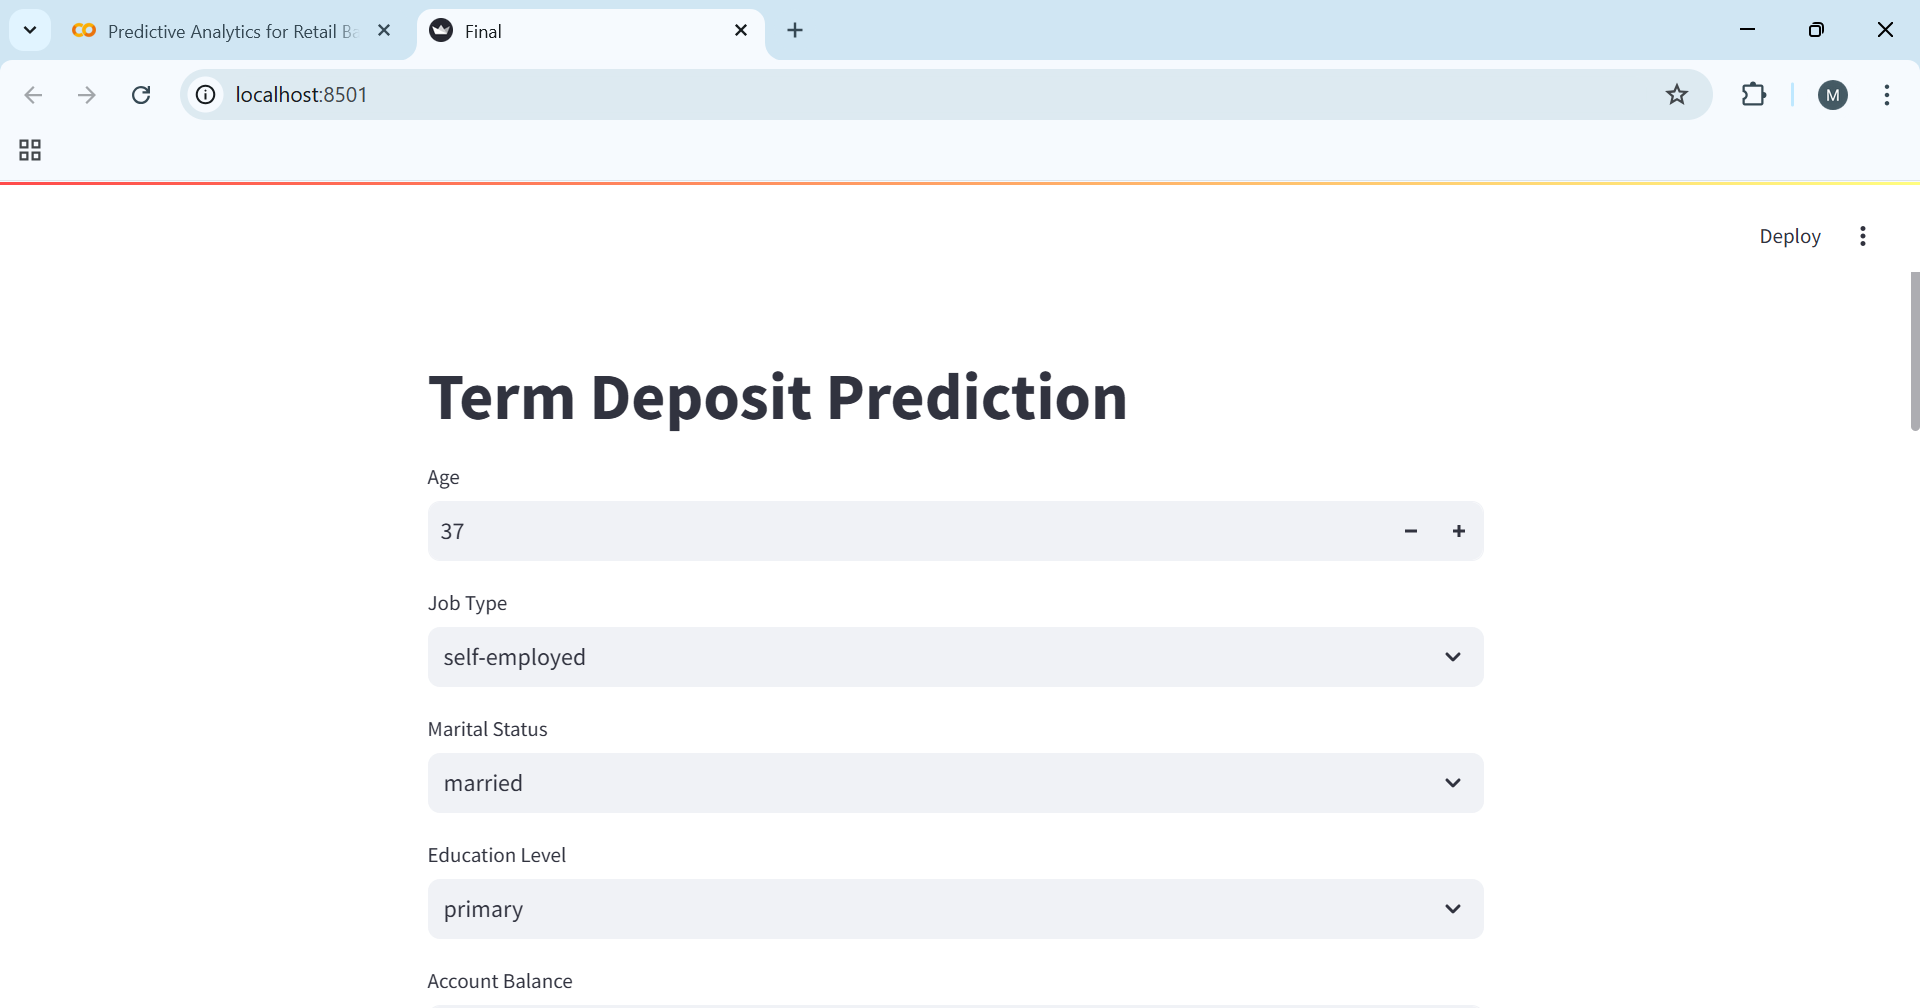 Predictive Analytics for Retail Ba
Final
localhost:8501
M
Deploy
Term Deposit Prediction
Age
37
Job Type
self-employed
Marital Status
married
Education Level
primary
Account Balance